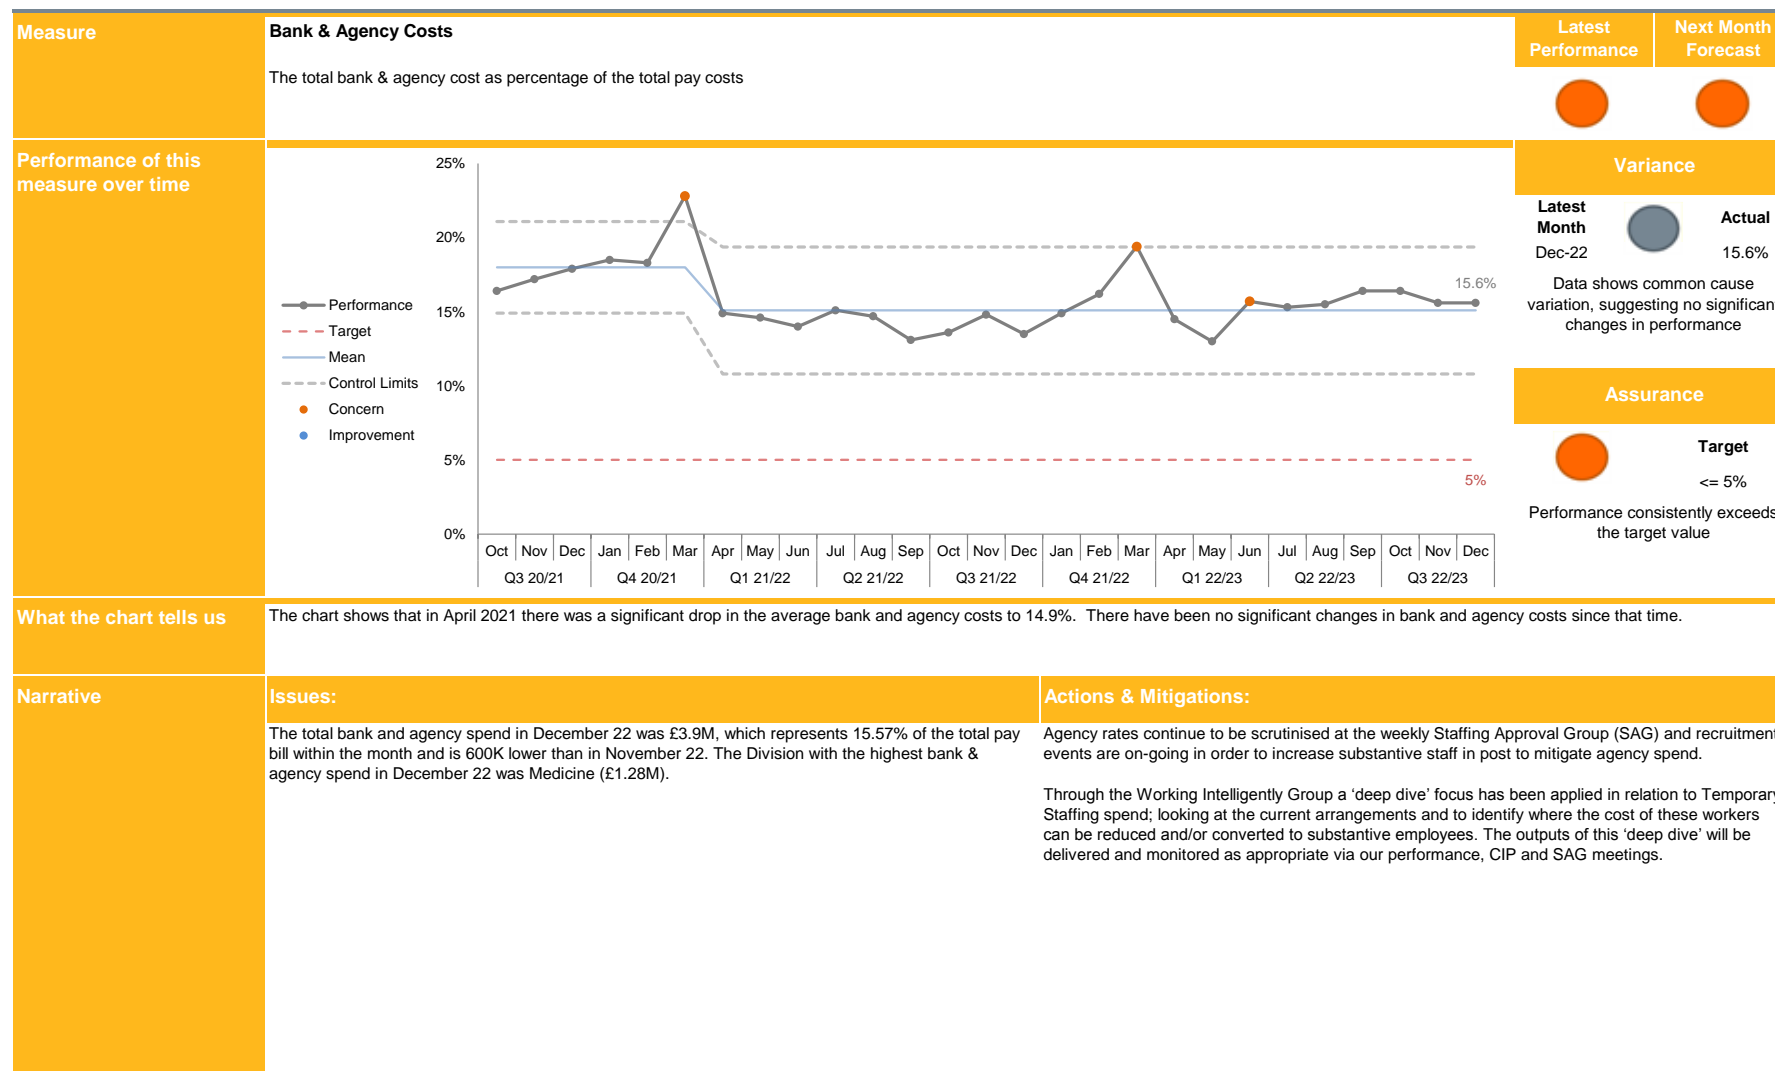 Measure
Bank & Agency Costs
The total bank & agency cost as percentage of the total pay costs
Latest
Performance
Next Month
Forecast
Performance of this
measure over time
25%
20%
15%
10%
5%
0%
Performance
Target
Mean
Control Limits
Concern
Improvement
15.6%
5%
Oct Nov Dec Jan Feb Mar Apr May Jun Jul Aug Sep Oct Nov Dec Jan Feb Mar Apr May Jun Jul Aug Sep Oct Nov Dec
Q3 20/21 Q4 20/21 Q1 21/22 Q2 21/22 Q3 21/22 Q4 21/22 Q1 22/23 Q2 22/23 Q3 22/23
Variance
Latest
Month
Actual
Dec-22
15.6%
Data shows common cause
variation, suggesting no significan
changes in performance
Assurance
Target
<= 5%
Performance consistently exceeds
the target value
What the chart tells us
The chart shows that in April 2021 there was a significant drop in the average bank and agency costs to 14.9%.  There have been no significant changes in bank and agency costs since that time.
Narrative
Issues:
The total bank and agency spend in December 22 was £3.9M, which represents 15.57% of the total pay
bill within the month and is 600K lower than in November 22. The Division with the highest bank &
agency spend in December 22 was Medicine (£1.28M).
Actions & Mitigations:
Agency rates continue to be scrutinised at the weekly Staffing Approval Group (SAG) and recruitment
events are on-going in order to increase substantive staff in post to mitigate agency spend.
Through the Working Intelligently Group a ‘deep dive’ focus has been applied in relation to Temporary
Staffing spend; looking at the current arrangements and to identify where the cost of these workers
can be reduced and/or converted to substantive employees. The outputs of this ‘deep dive’ will be
delivered and monitored as appropriate via our performance, CIP and SAG meetings.